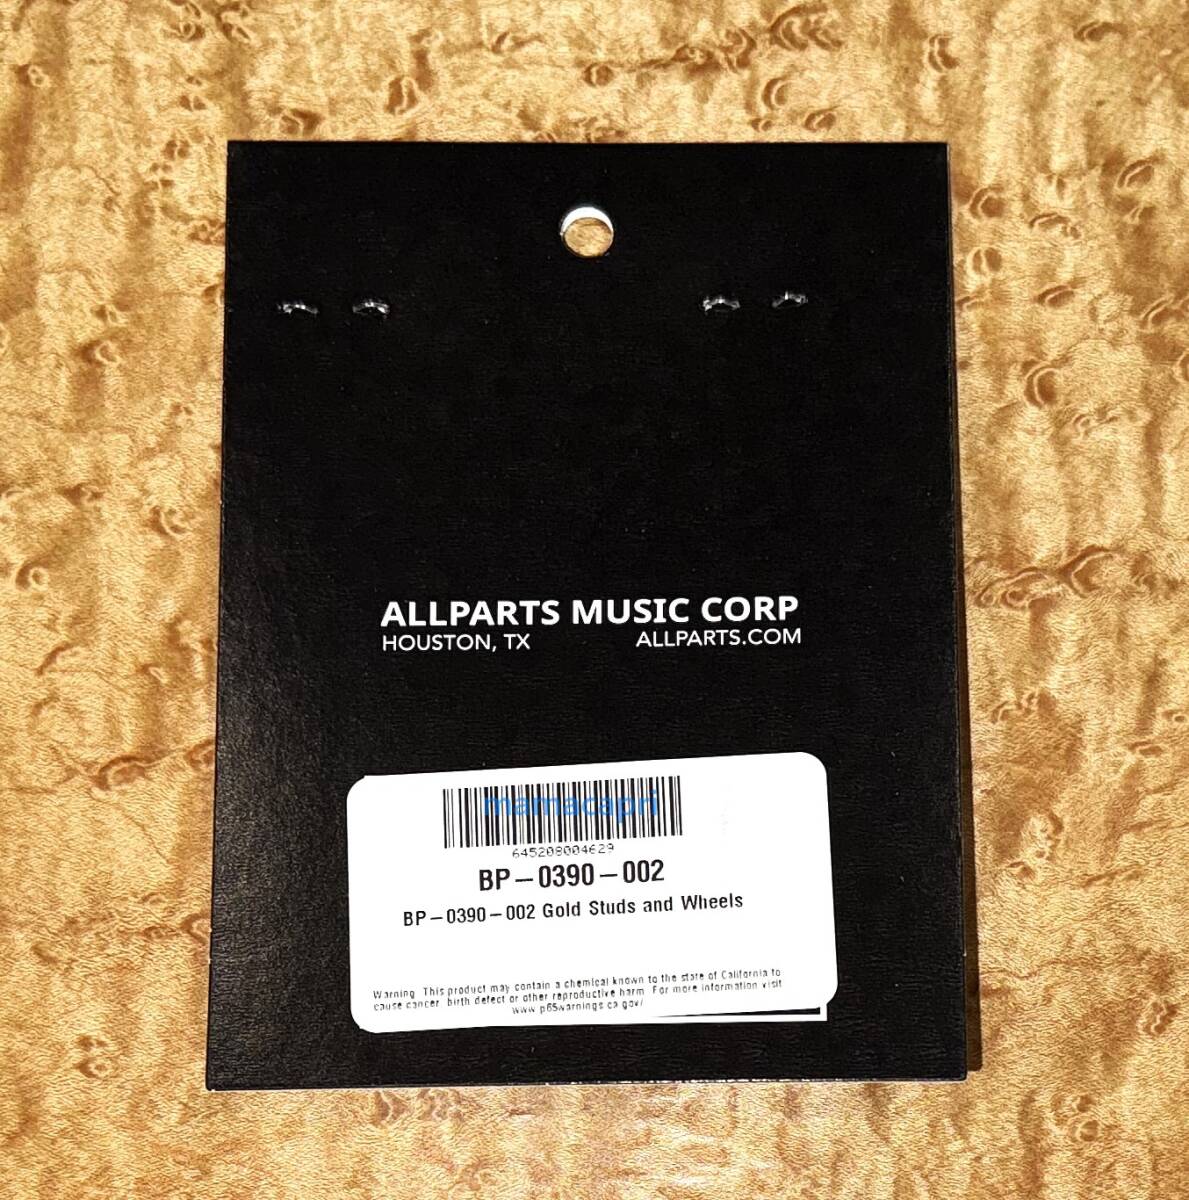 ALLPARTS MUSIC CORP
HOUSTON, TX ALLPARTS.COM
mamacapri
645208004629
BP-0390-002
BP-0390-002 Gold Studs and Wheels
Warning. This product may contain a chemical known to the state of California to
cause cancer, birth defect or other reproductive harm. For more information visit
www.p65warnings.ca.gov/